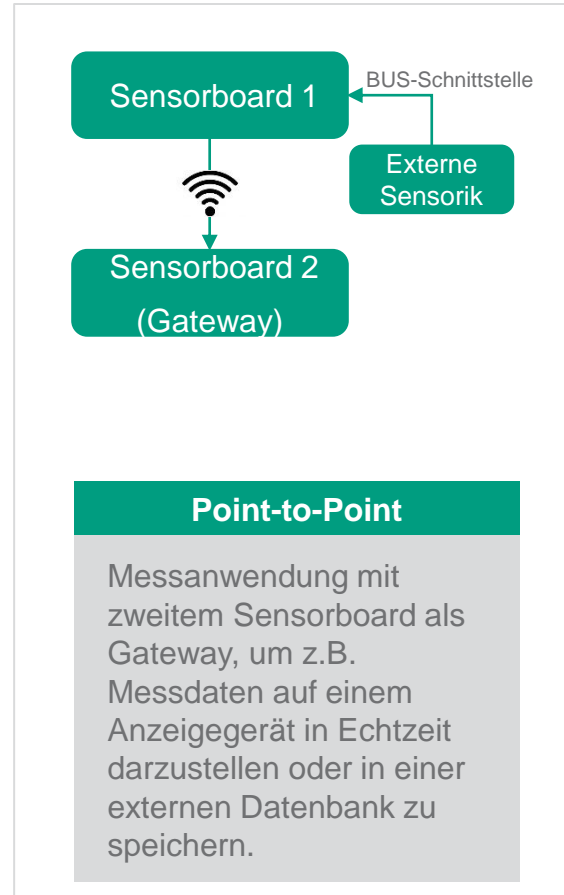 Sensorboard 1
BUS-Schnittstelle
Externe
Sensorik
Sensorboard 2
(Gateway)
Point-to-Point
Messanwendung mit
zweitem Sensorboard als
Gateway, um z.B.
Messdaten auf einem
Anzeigegerät in Echtzeit
darzustellen oder in einer
externen Datenbank zu
speichern.